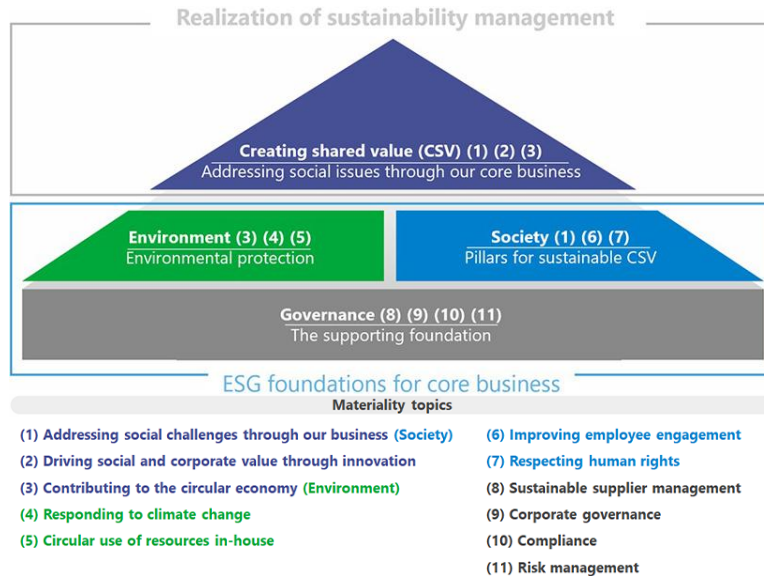 Realization of sustainability management
Creating shared value (CSV) (1) (2) (3)
Addressing social issues through our core business
Environment (3) (4) (5)
Environmental protection
Society (1) (6) (7)
Pillars for sustainable CSV
Governance (8) (9) (10) (11)
The supporting foundation
ESG foundations for core business
Materiality topics
(1) Addressing social challenges through our business (Society)
(2) Driving social and corporate value through innovation
(3) Contributing to the circular economy (Environment)
(4) Responding to climate change
(5) Circular use of resources in-house
(6) Improving employee engagement
(7) Respecting human rights
(8) Sustainable supplier management
(9) Corporate governance
(10) Compliance
(11) Risk management